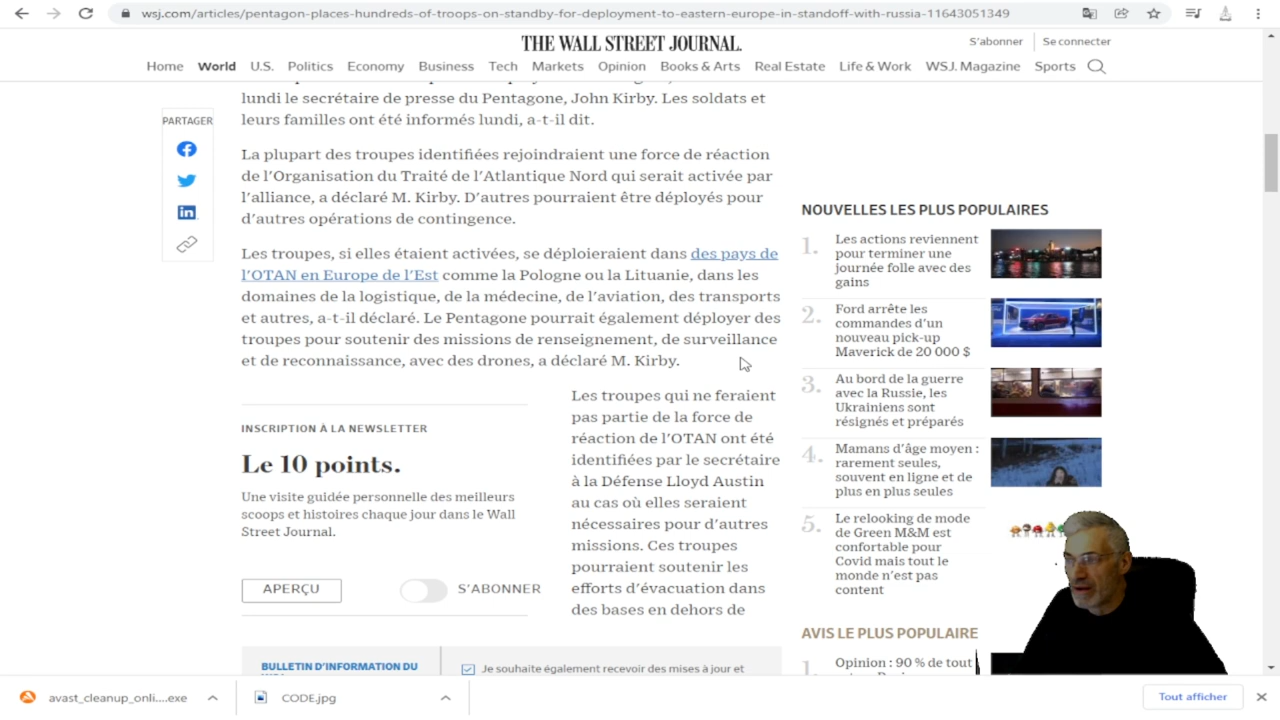 wsj.com/articles/pentagon-places-hundreds-of-troops-on-standby-for-deployment-to-eastern-europe-in-standoff-with-russia-11643051349
THE WALL STREET JOURNAL.
S'abonner
Se connecter
Home World U.S. Politics Economy Business Tech Markets Opinion Books & Arts Real Estate Life & Work WSJ. Magazine Sports
PARTAGER
lundi le secrétaire de presse du Pentagone, John Kirby. Les soldats et
leurs familles ont été informés lundi, a-t-il dit.
La plupart des troupes identifiées rejoindraient une force de réaction
de l'Organisation du Traité de l'Atlantique Nord qui serait activée par
l'alliance, a déclaré M. Kirby. D'autres pourraient être déployés pour
d'autres opérations de contingence.
Les troupes, si elles étaient activées, se déploieraient dans des pays de
l'OTAN en Europe de l'Est comme la Pologne ou la Lituanie, dans les
domaines de la logistique, de la médecine, de l'aviation, des transports
et autres, a-t-il déclaré. Le Pentagone pourrait également déployer des
troupes pour soutenir des missions de renseignement, de surveillance
et de reconnaissance, avec des drones, a déclaré M. Kirby.
INSCRIPTION À LA NEWSLETTER
Le 10 points.
Une visite guidée personnelle des meilleurs
scoops et histoires chaque jour dans le Wall
Street Journal.
APERÇU
S'ABONNER
Les troupes qui ne feraient
pas partie de la force de
réaction de l'OTAN ont été
identifiées par le secrétaire
à la Défense Lloyd Austin
au cas où elles seraient
nécessaires pour d'autres
missions. Ces troupes
pourraient soutenir les
efforts d'évacuation dans
des bases en dehors de
BULLETIN D'INFORMATION DU
Je souhaite également recevoir des mises à jour et
NOUVELLES LES PLUS POPULAIRES
1. Les actions reviennent
pour terminer une
journée folle avec des
gains
2. Ford arrête les
commandes d'un
nouveau pick-up
Maverick de 20 000 $
3. Au bord de la guerre
avec la Russie, les
Ukrainiens sont
résignés et préparés
4. Mamans d'âge moyen :
rarement seules,
souvent en ligne et de
plus en plus seules
5. Le relooking de mode
de Green M&M est
confortable pour
Covid mais tout le
monde n'est pas
content
AVIS LE PLUS POPULAIRE
Opinion : 90 % de tout
avast_cleanup_onli....exe
CODE.jpg
Tout afficher